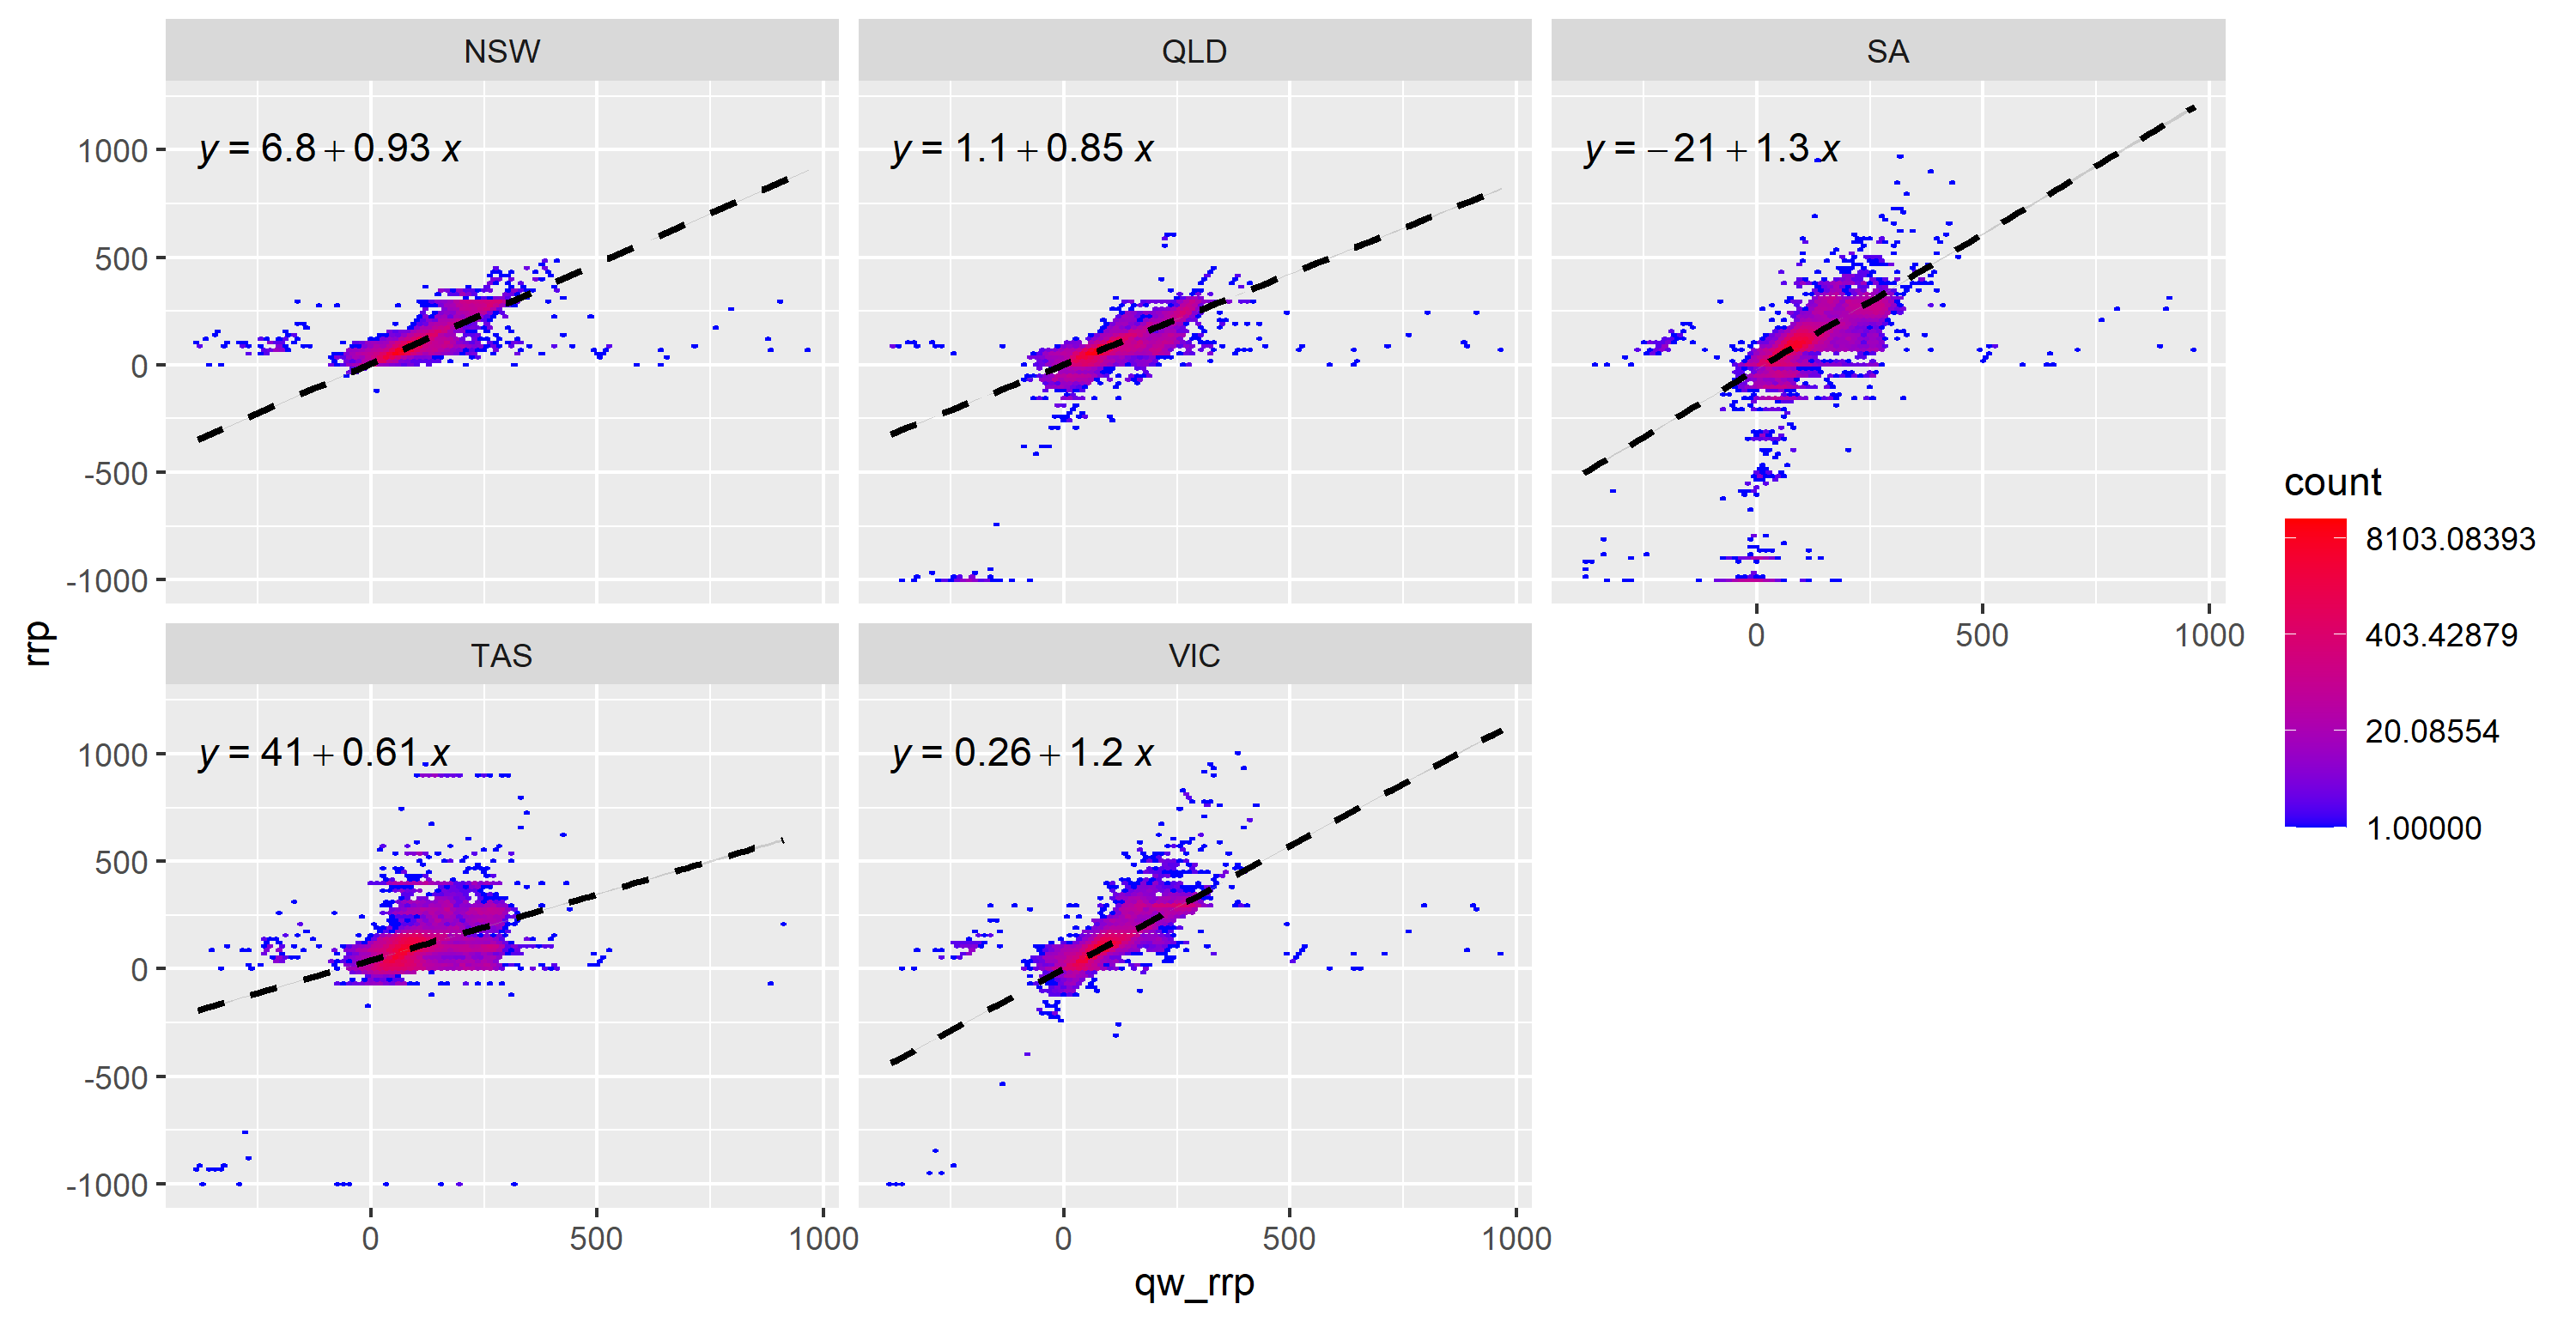 NSW
QLD
SA
y = 6.8 + 0.93 x
y = 1.1 + 0.85 x
y = −21 + 1.3 x
1000
500
0
-500
-1000
0
500
1000
TAS
VIC
y = 41 + 0.61 x
y = 0.26 + 1.2 x
1000
500
0
-500
-1000
0
500
1000
0
500
1000
rrp
qw_rrp
count
8103.08393
403.42879
20.08554
1.00000